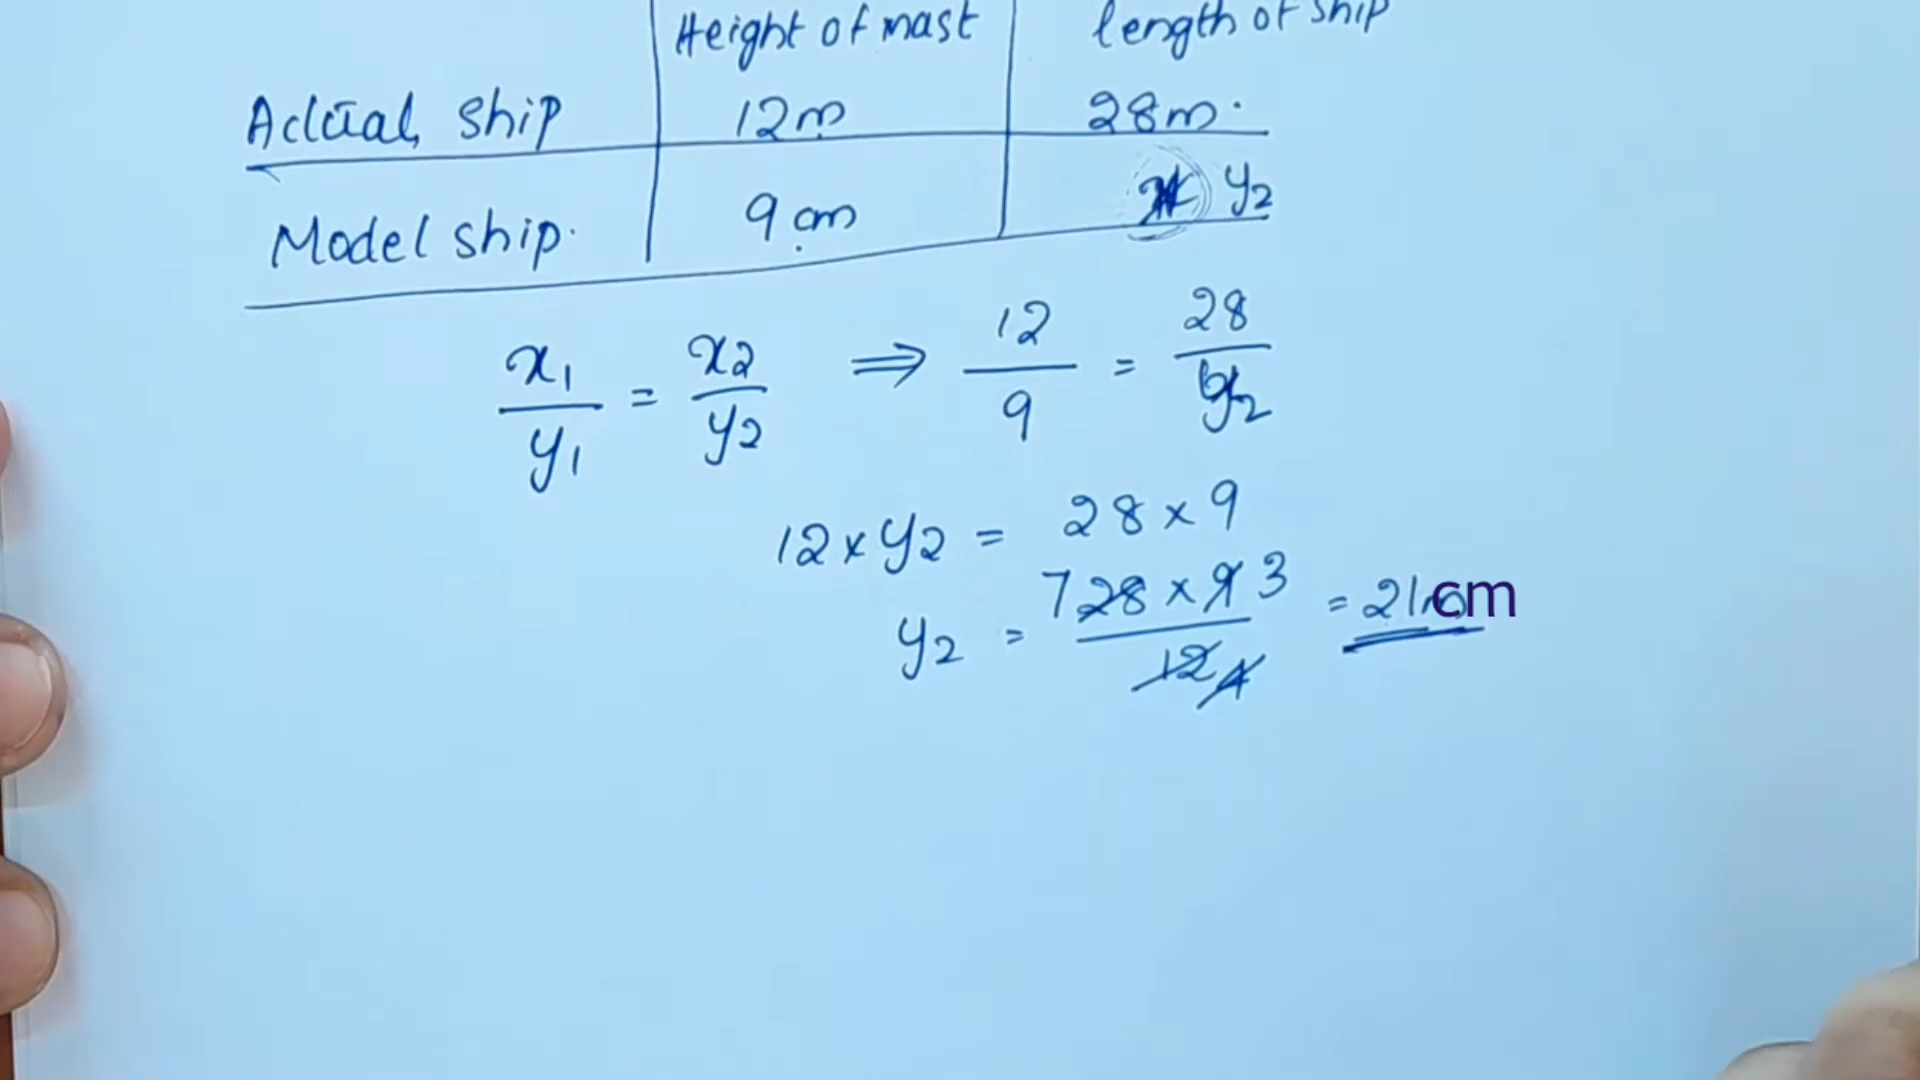 Height of mast length of ship
Actual ship 12m 28m.
Model ship. 9 cm y2
x1/y1 = x2/y2 ⇒ 12/9 = 28/y2
12 × y2 = 28 × 9
y2 = 7 28 × 9 3 / 12 4 = 21 cm